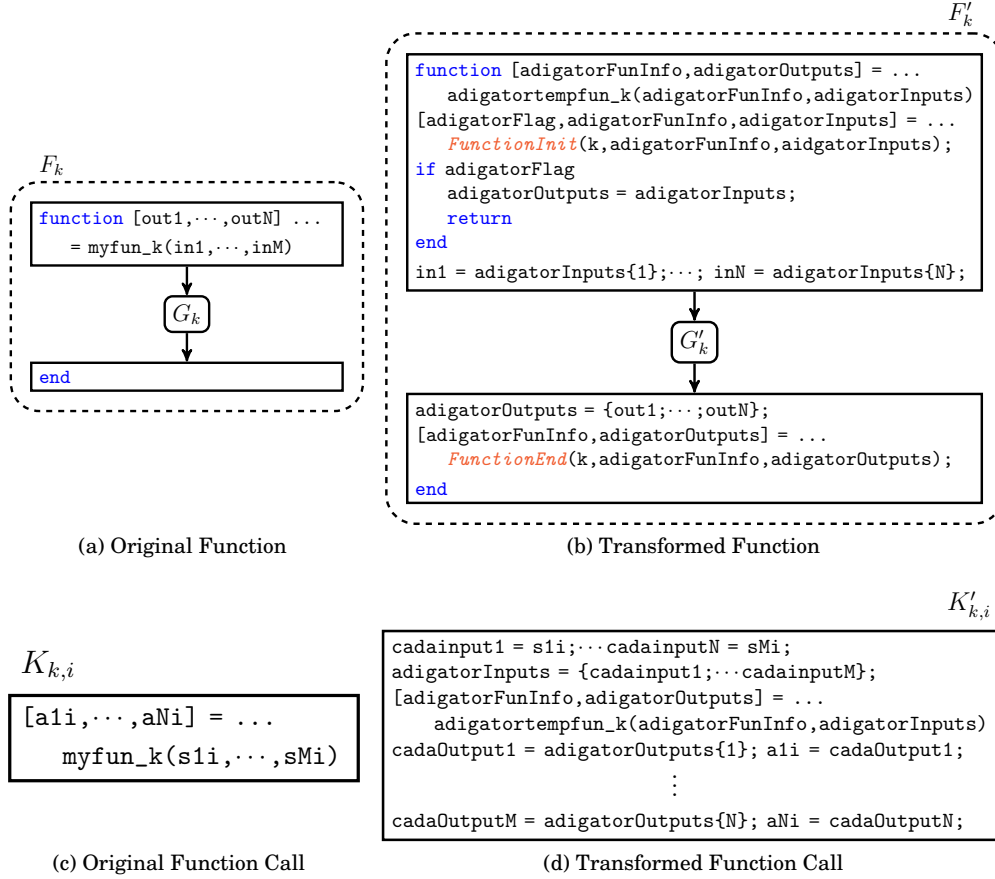 F_k
function [out1,⋯,outN] ...
= myfun_k(in1,⋯,inM)
G_k
end
(a) Original Function
F′_k
function [adigatorFunInfo,adigatorOutputs] = ...
adigatortempfun_k(adigatorFunInfo,adigatorInputs)
[adigatorFlag,adigatorFunInfo,adigatorInputs] = ...
FunctionInit(k,adigatorFunInfo,aidgatorInputs);
if adigatorFlag
adigatorOutputs = adigatorInputs;
return
end
in1 = adigatorInputs{1};⋯; inN = adigatorInputs{N};
G′_k
adigatorOutputs = {out1;⋯;outN};
[adigatorFunInfo,adigatorOutputs] = ...
FunctionEnd(k,adigatorFunInfo,adigatorOutputs);
end
(b) Transformed Function
K_{k,i}
[a1i,⋯,aNi] = ...
myfun_k(s1i,⋯,sMi)
(c) Original Function Call
K′_{k,i}
cadainput1 = s1i;⋯cadainputN = sMi;
adigatorInputs = {cadainput1;⋯cadainputM};
[adigatorFunInfo,adigatorOutputs] = ...
adigatortempfun_k(adigatorFunInfo,adigatorInputs)
cadaOutput1 = adigatorOutputs{1}; a1i = cadaOutput1;
⋮
cadaOutputM = adigatorOutputs{N}; aNi = cadaOutputN;
(d) Transformed Function Call